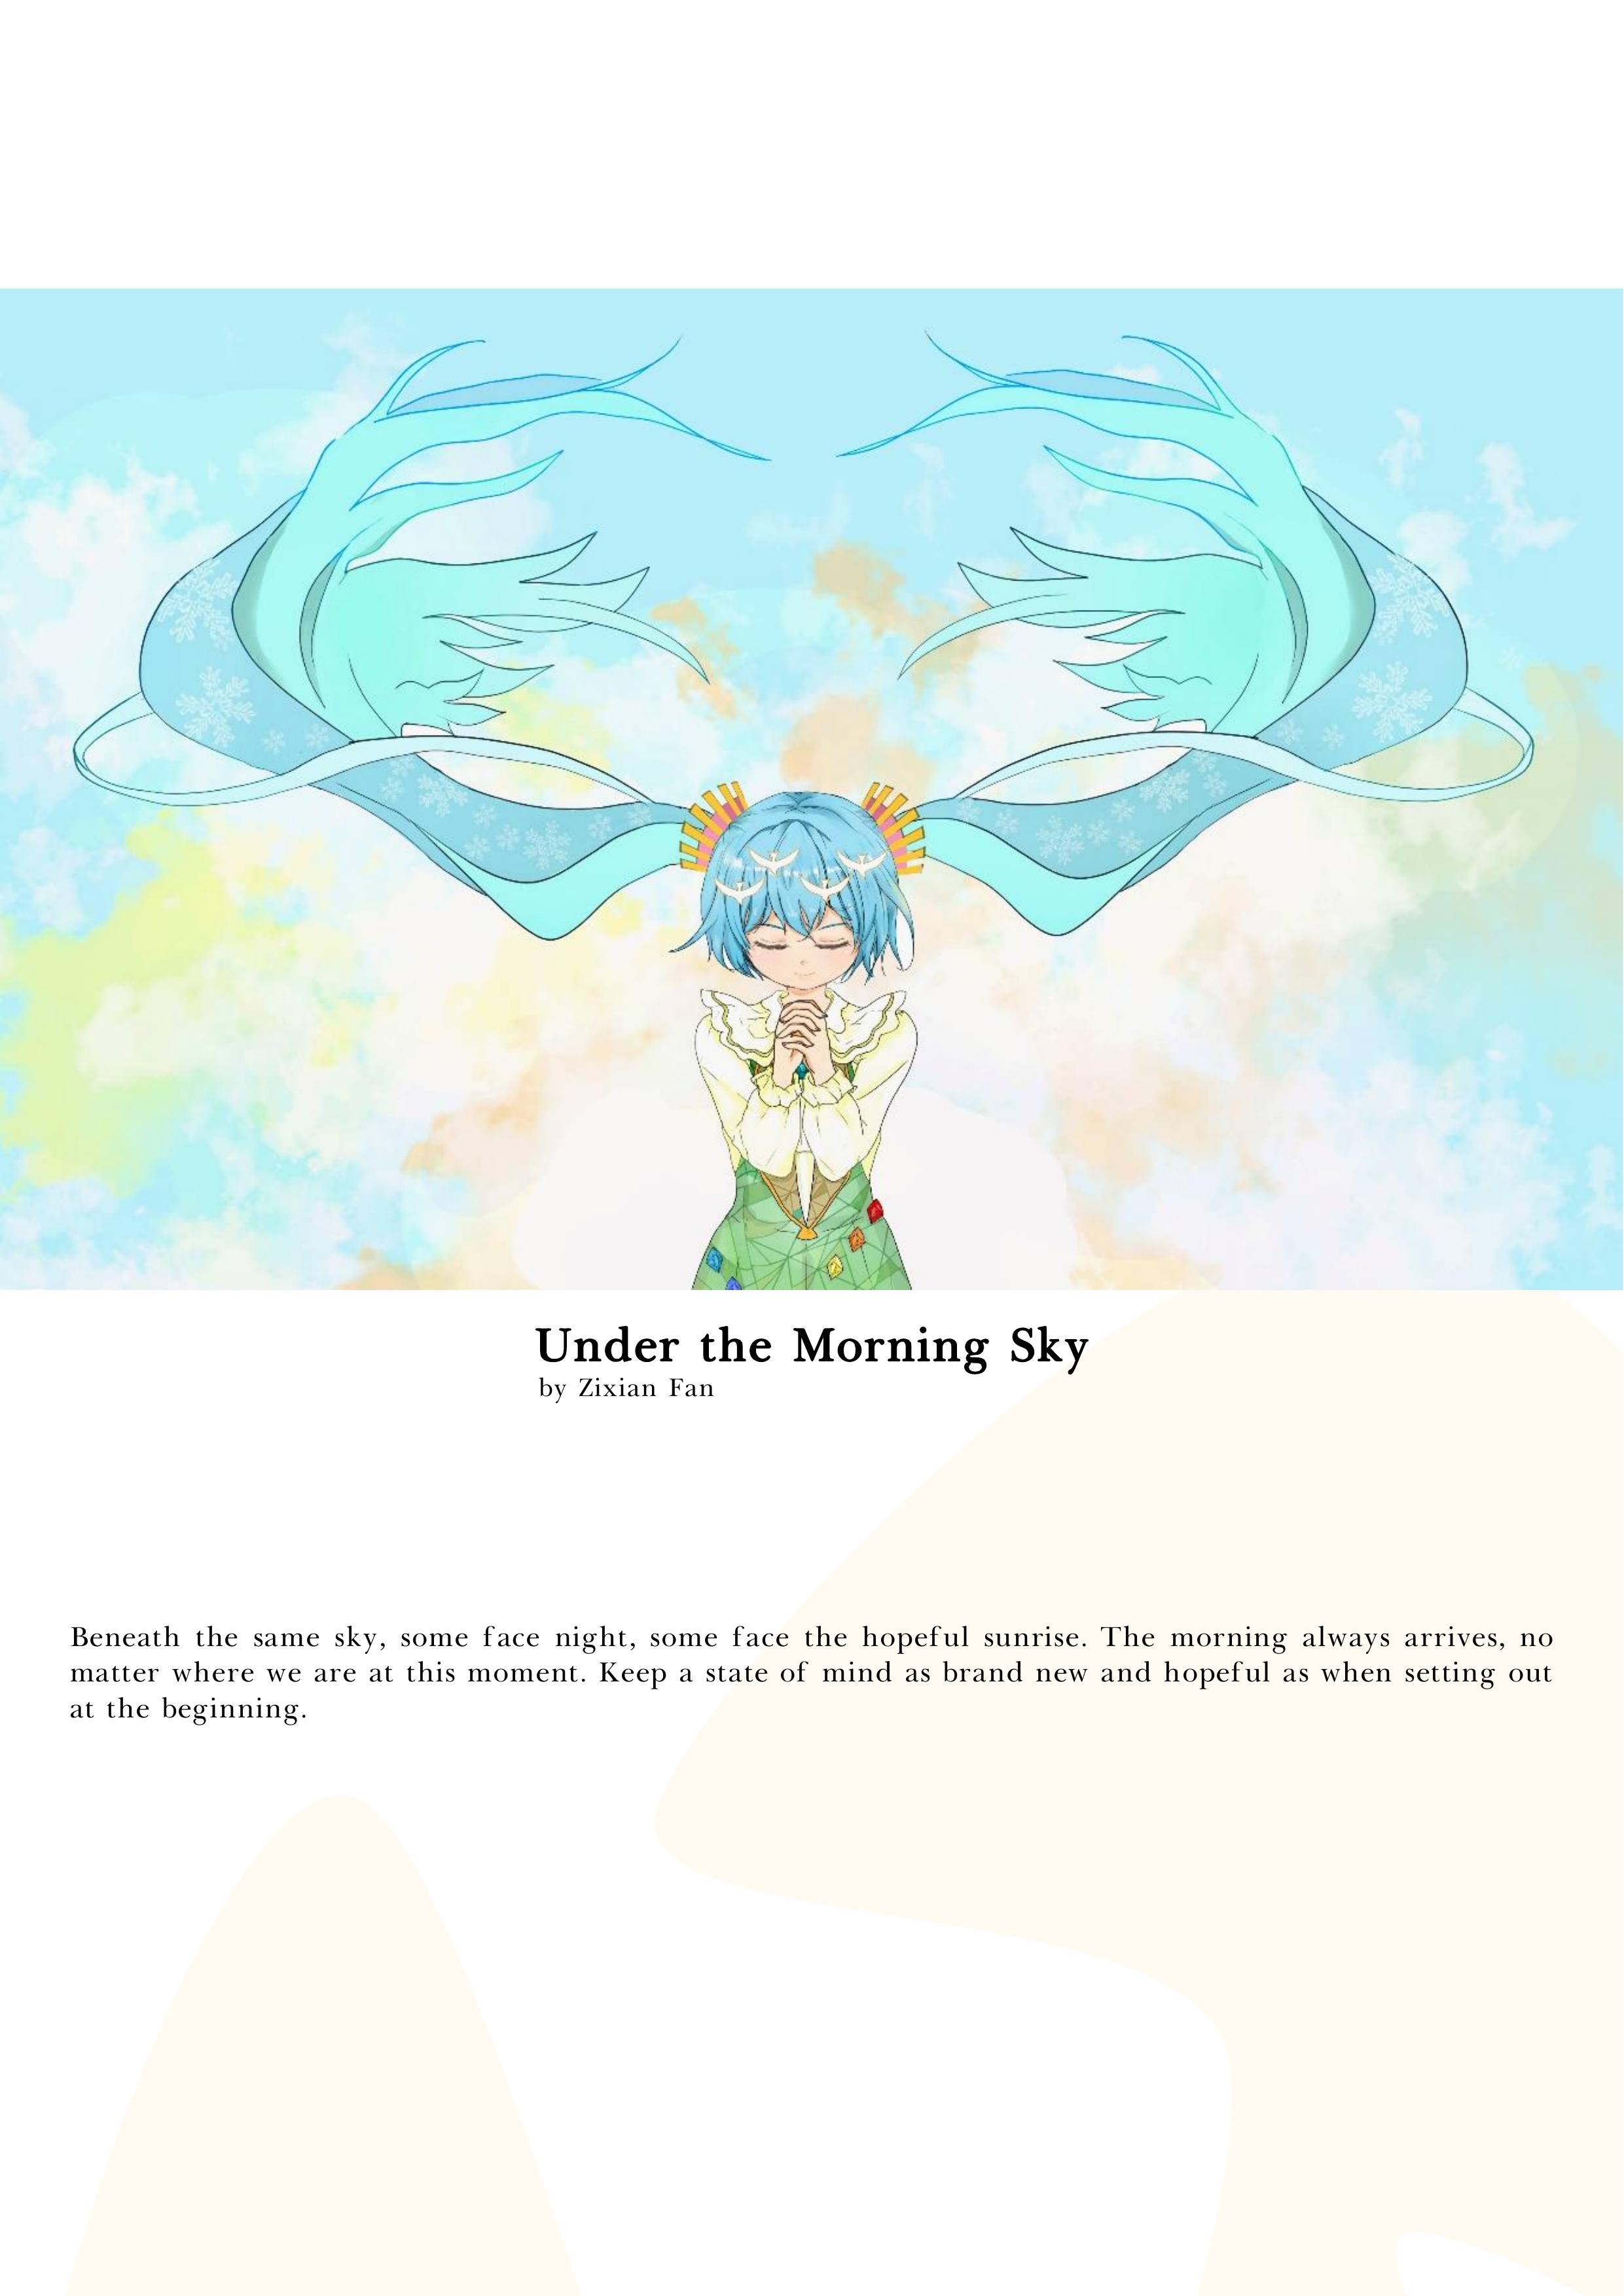 Under the Morning Sky
by Zixian Fan
Beneath the same sky, some face night, some face the hopeful sunrise. The morning always arrives, no
matter where we are at this moment. Keep a state of mind as brand new and hopeful as when setting out
at the beginning.